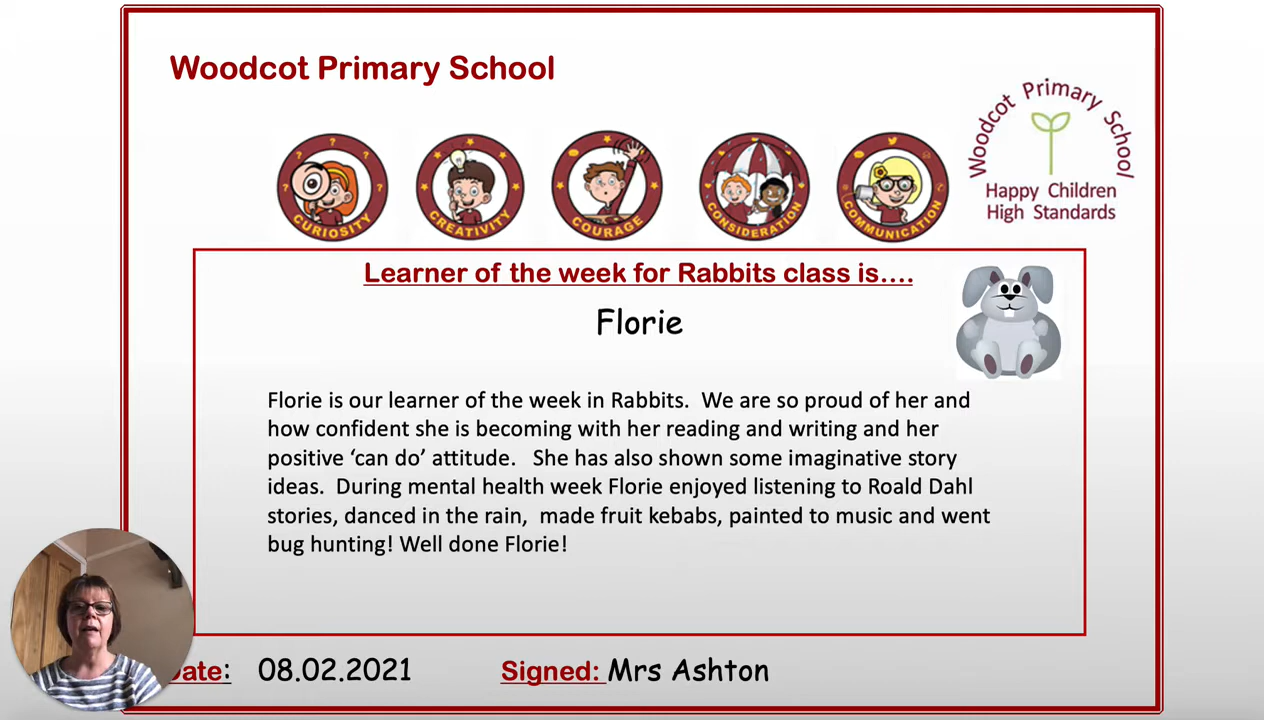 Woodcot Primary School
Woodcot Primary School
Happy Children
High Standards
CURIOSITY
CREATIVITY
COURAGE
CONSIDERATION
COMMUNICATION
Learner of the week for Rabbits class is....
Florie
Florie is our learner of the week in Rabbits. We are so proud of her and
how confident she is becoming with her reading and writing and her
positive ‘can do’ attitude. She has also shown some imaginative story
ideas. During mental health week Florie enjoyed listening to Roald Dahl
stories, danced in the rain, made fruit kebabs, painted to music and went
bug hunting! Well done Florie!
Date: 08.02.2021 Signed: Mrs Ashton